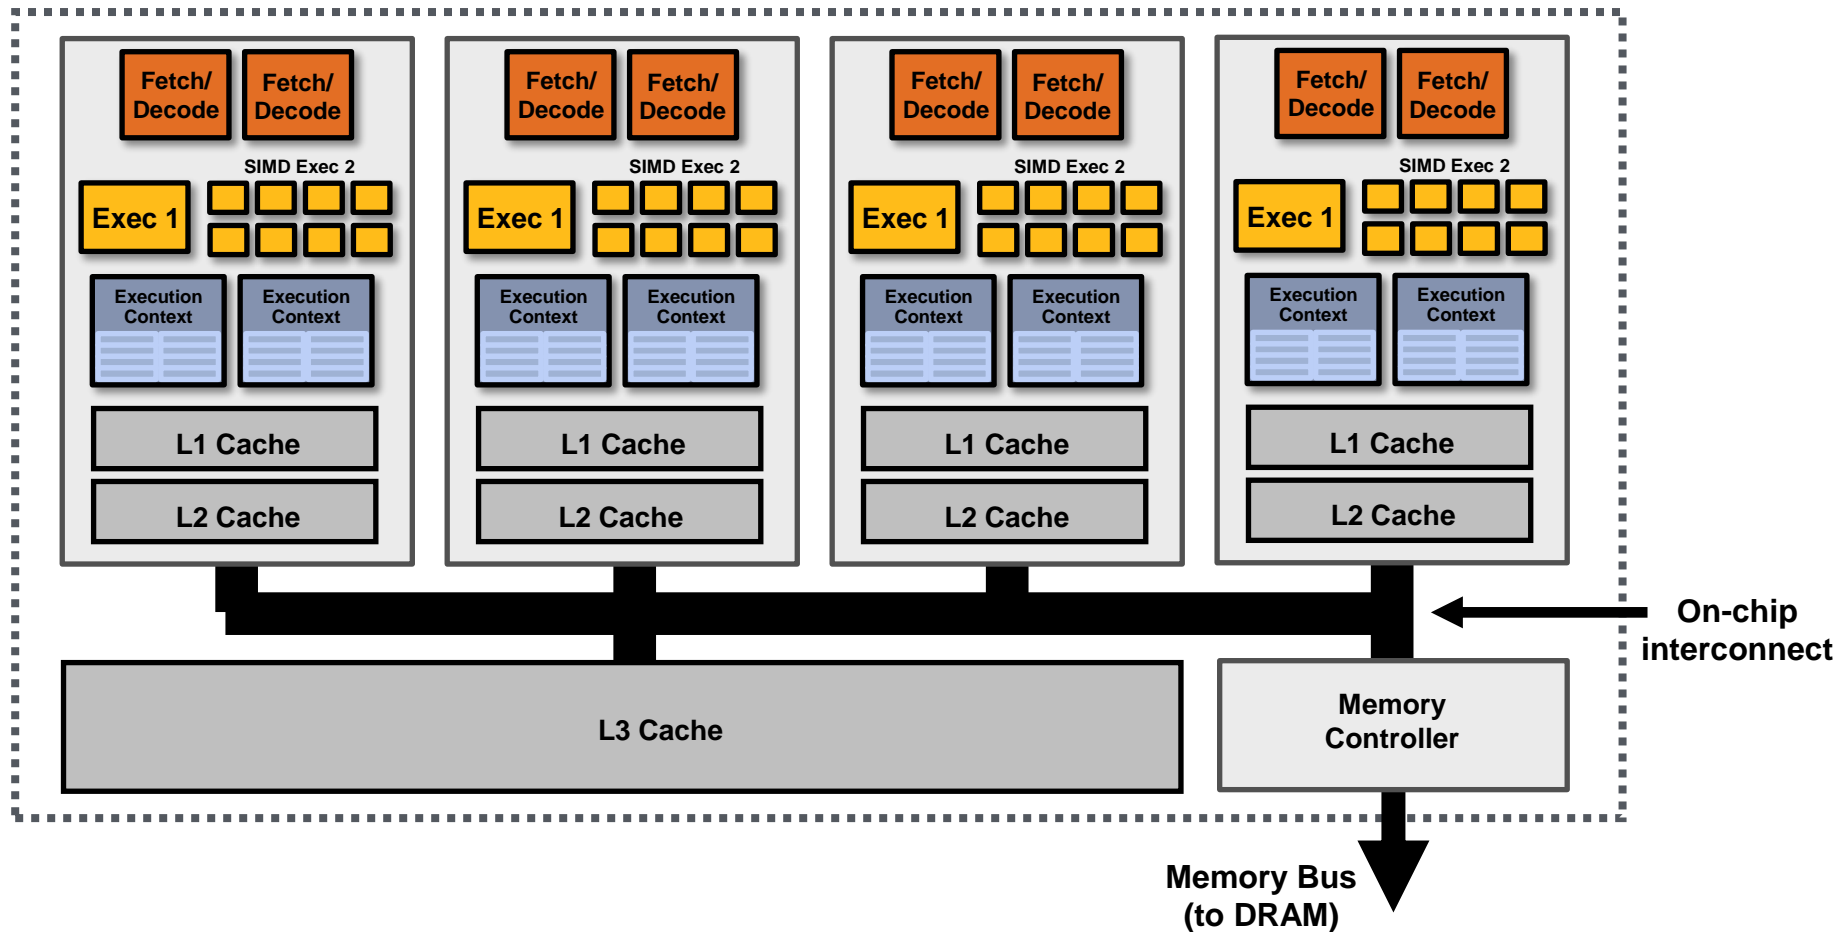 Fetch/
Decode
Fetch/
Decode
SIMD Exec 2
Exec 1
Execution
Context
Execution
Context
L1 Cache
L2 Cache
Fetch/
Decode
Fetch/
Decode
SIMD Exec 2
Exec 1
Execution
Context
Execution
Context
L1 Cache
L2 Cache
Fetch/
Decode
Fetch/
Decode
SIMD Exec 2
Exec 1
Execution
Context
Execution
Context
L1 Cache
L2 Cache
Fetch/
Decode
Fetch/
Decode
SIMD Exec 2
Exec 1
Execution
Context
Execution
Context
L1 Cache
L2 Cache
On-chip
interconnect
L3 Cache
Memory
Controller
Memory Bus
(to DRAM)